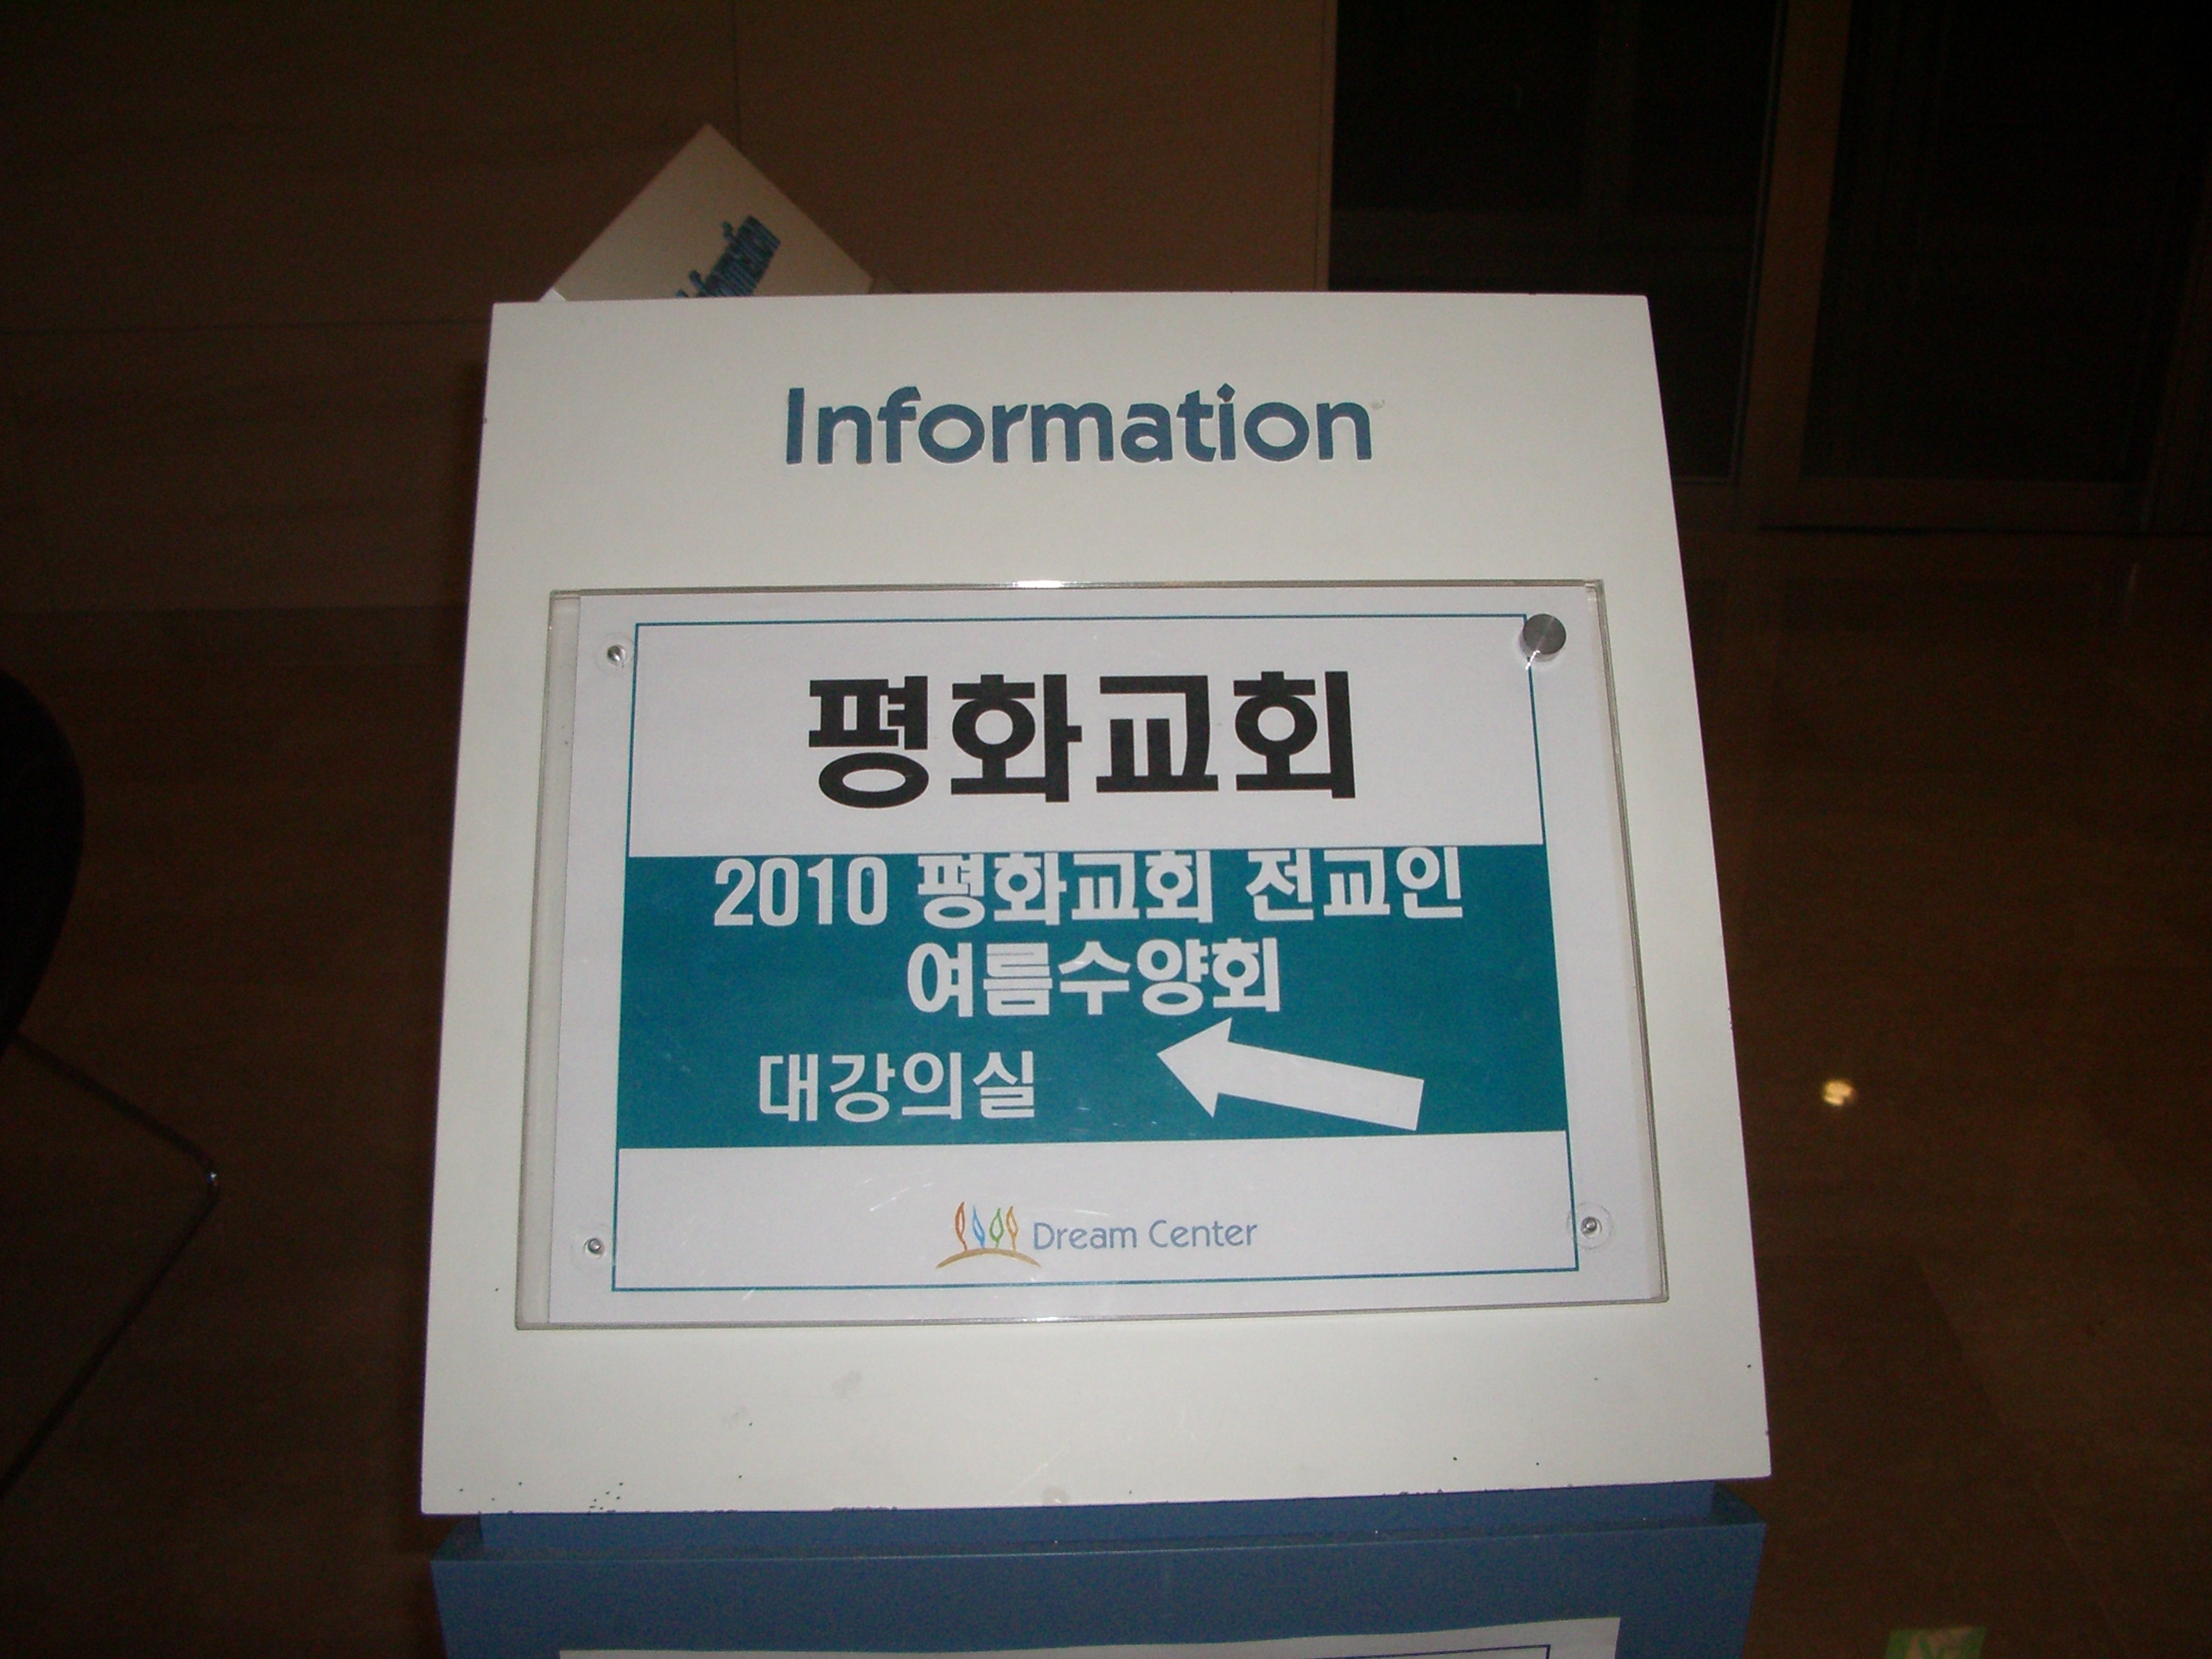 Information
Information
평화교회
2010 평화교회 전교인
여름수양회
대강의실
Dream Center